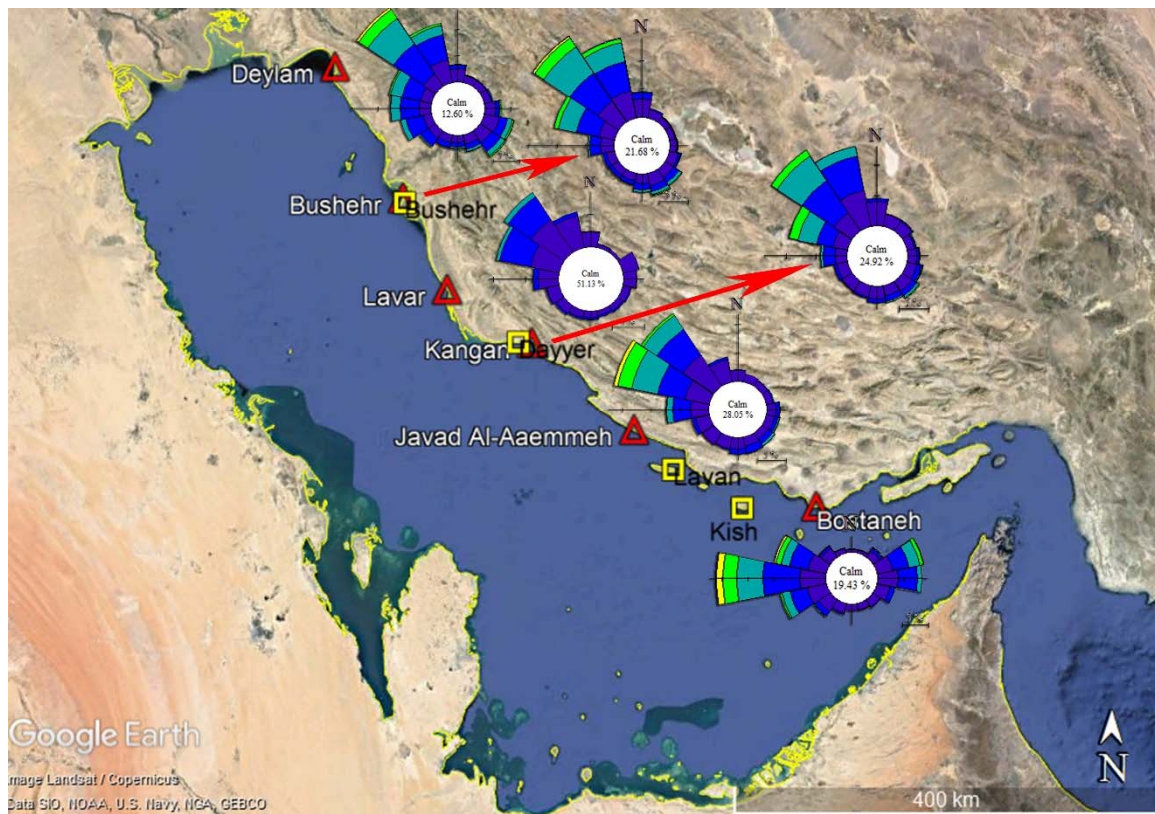 Deylam
Calm
12.60 %
Calm
21.68 %
N
Bushehr
Bushehr
N
Calm
51.13 %
N
Calm
24.92 %
Lavar
N
Kangan
Dayyer
Calm
28.05 %
Javad Al-Aaemmeh
Lavan
Kish
Bostaneh
Calm
19.43 %
Google Earth
Image Landsat / Copernicus
Data SIO, NOAA, U.S. Navy, NGA, GEBCO
N
400 km